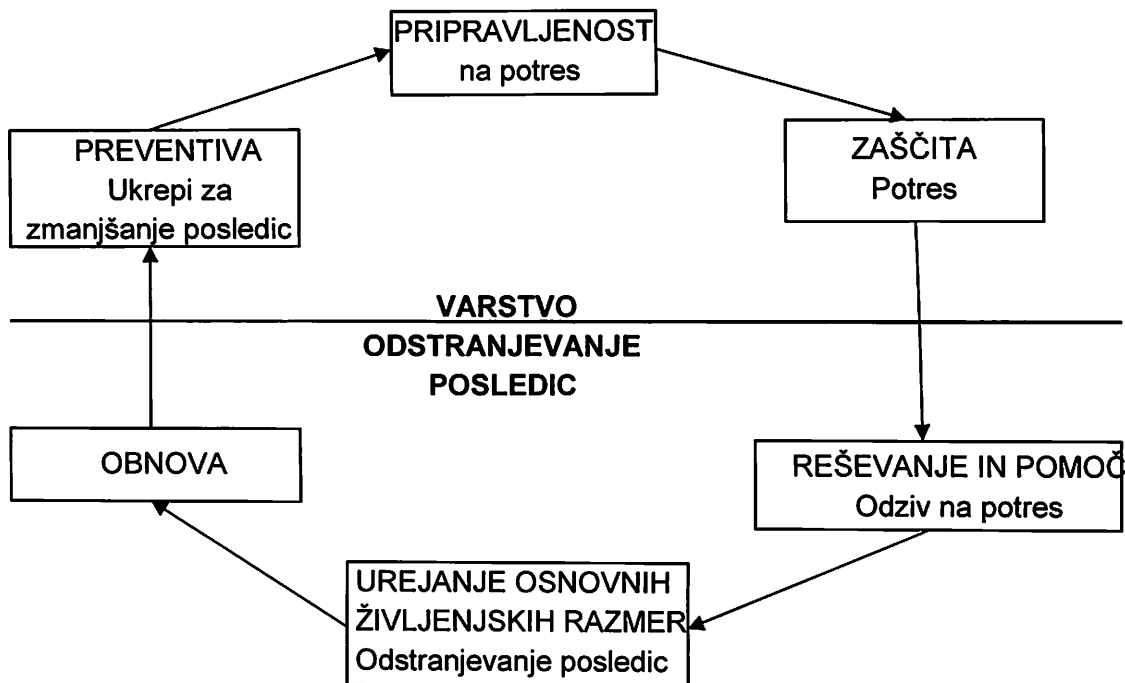 PRIPRAVLJENOST
na potres
PREVENTIVA
Ukrepi za
zmanjšanje posledic
ZAŠČITA
Potres
VARSTVO
ODSTRANJEVANJE
POSLEDIC
OBNOVA
REŠEVANJE IN POMOČ
Odziv na potres
UREJANJE OSNOVNIH
ŽIVLJENJSKIH RAZMER
Odstranjevanje posledic